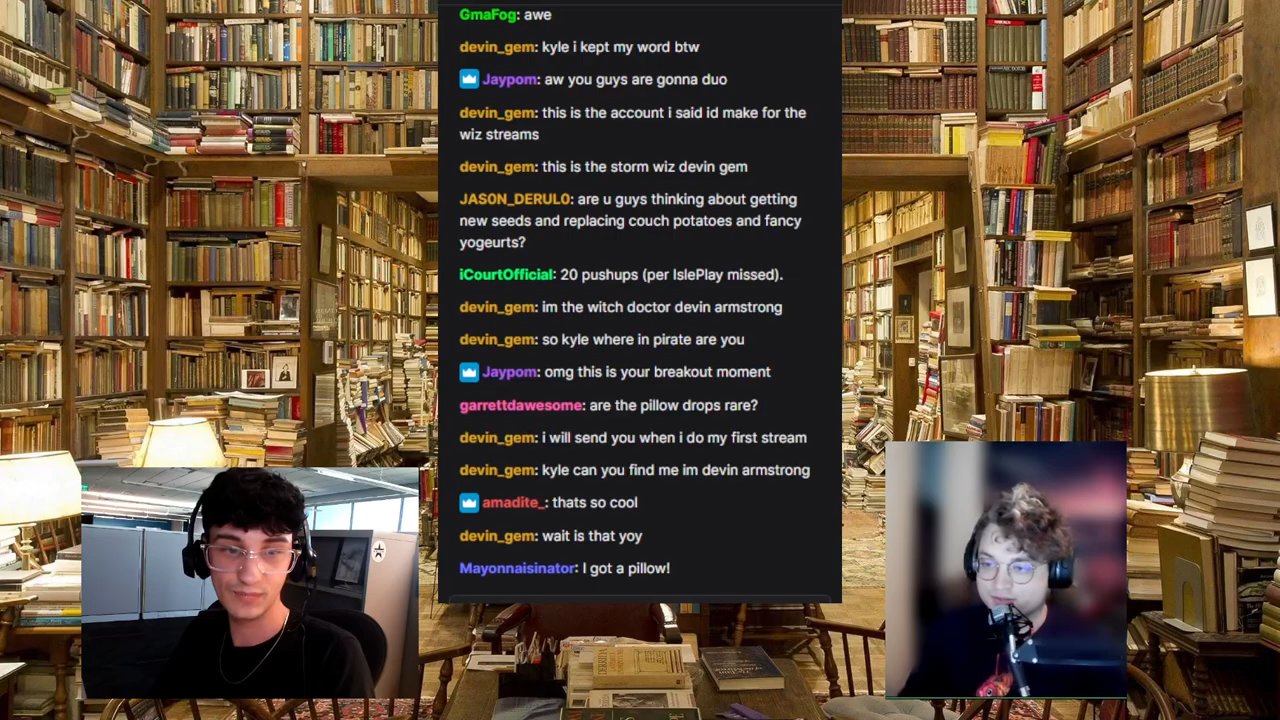 GmaFog: awe
devin_gem: kyle i kept my word btw
Jaypom: aw you guys are gonna duo
devin_gem: this is the account i said id make for the
wiz streams
devin_gem: this is the storm wiz devin gem
JASON_DERULO: are u guys thinking about getting
new seeds and replacing couch potatoes and fancy
yogeurts?
iCourtOfficial: 20 pushups (per IslePlay missed).
devin_gem: im the witch doctor devin armstrong
devin_gem: so kyle where in pirate are you
Jaypom: omg this is your breakout moment
garrettdawesome: are the pillow drops rare?
devin_gem: i will send you when i do my first stream
devin_gem: kyle can you find me im devin armstrong
amadite_: thats so cool
devin_gem: wait is that yoy
Mayonnaisinator: I got a pillow!